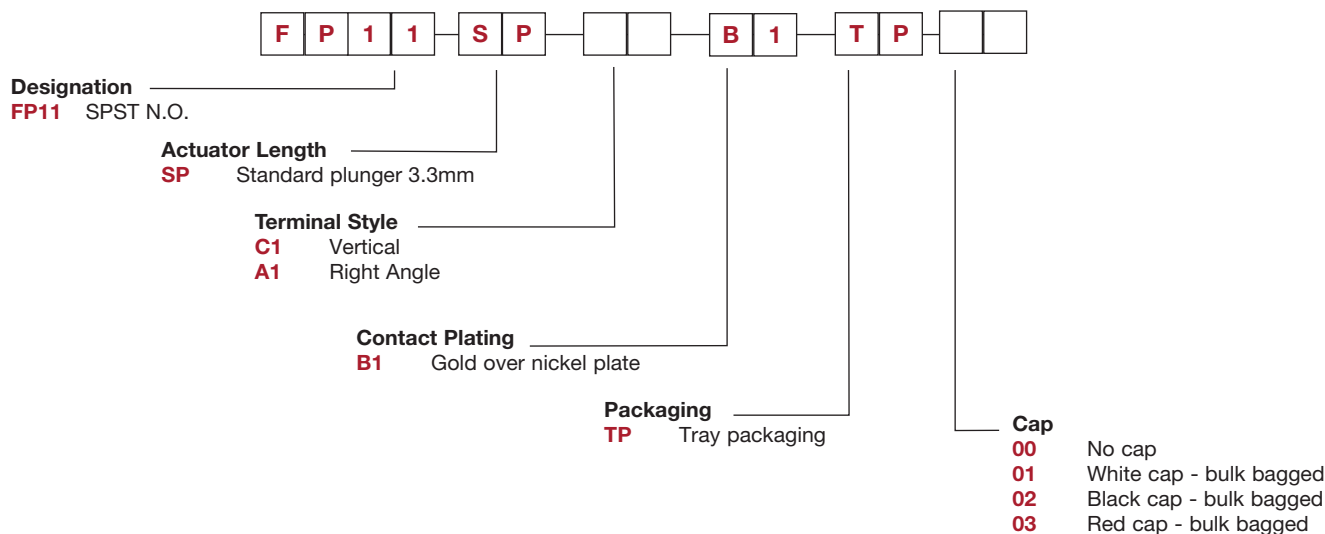 F P 1 1 S P B 1 T P
Designation
FP11 SPST N.O.
Actuator Length
SP Standard plunger 3.3mm
Terminal Style
C1 Vertical
A1 Right Angle
Contact Plating
B1 Gold over nickel plate
Packaging
TP Tray packaging
Cap
00 No cap
01 White cap - bulk bagged
02 Black cap - bulk bagged
03 Red cap - bulk bagged